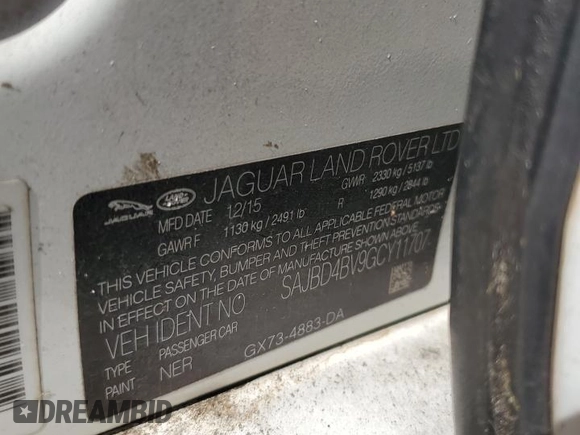 JAGUAR LAND ROVER JAGUAR LAND ROVER LTD
MFD DATE 12/15 GWR 2330 kg / 5137 lb
GAWR F 1130 kg / 2491 lb R 1290 kg / 2844 lb
THIS VEHICLE CONFORMS TO ALL APPLICABLE FEDERAL MOTOR
VEHICLE SAFETY, BUMPER AND THEFT PREVENTION STANDARDS
IN EFFECT ON THE DATE OF MANUFACTURE SHOWN ABOVE.
VEH IDENT NO SAJBD4BV9GCY11707
TYPE PASSENGER CAR
PAINT NER GX73-4883-DA
DREAMBID